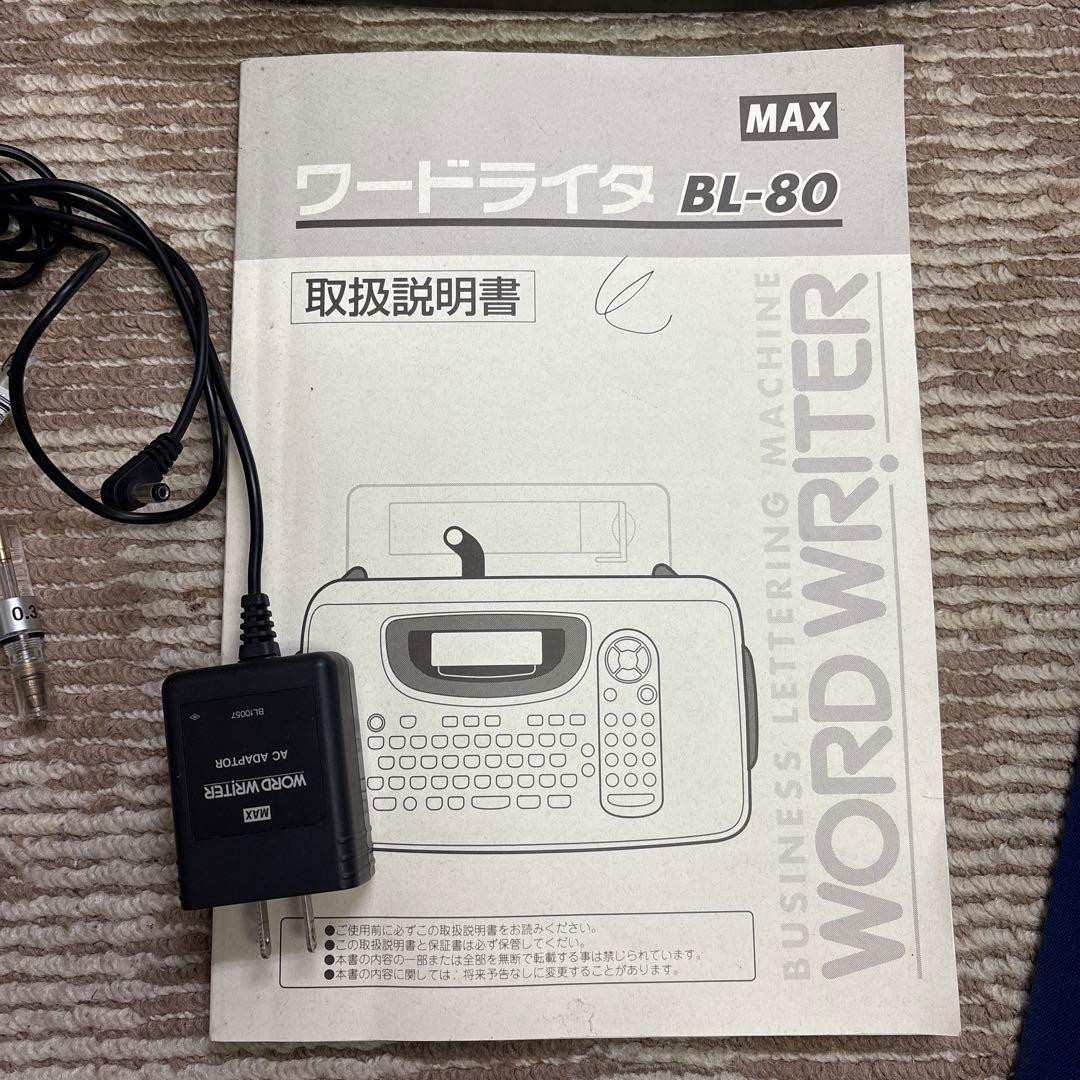 MAX
ワードライタ BL-80
取扱説明書
BUSINESS LETTERING MACHINE
WORD WRiTER
●ご使用前に必ずこの取扱説明書をお読みください。
●この取扱説明書と保証書は必ず保管してください。
●本書の内容の一部または全部を無断で転載する事は禁じられています。
●本書の内容に関しては、将来予告なしに変更することがあります。
MAX
WORD WRiTER
AC ADAPTOR
BL10057
0.3